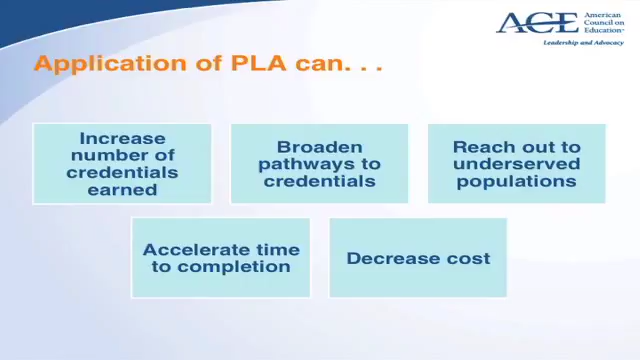 ACE
American
Council on
Education
Leadership and Advocacy
Application of PLA can. . .
Increase
number of
credentials
earned
Broaden
pathways to
credentials
Reach out to
underserved
populations
Accelerate time
to completion
Decrease cost